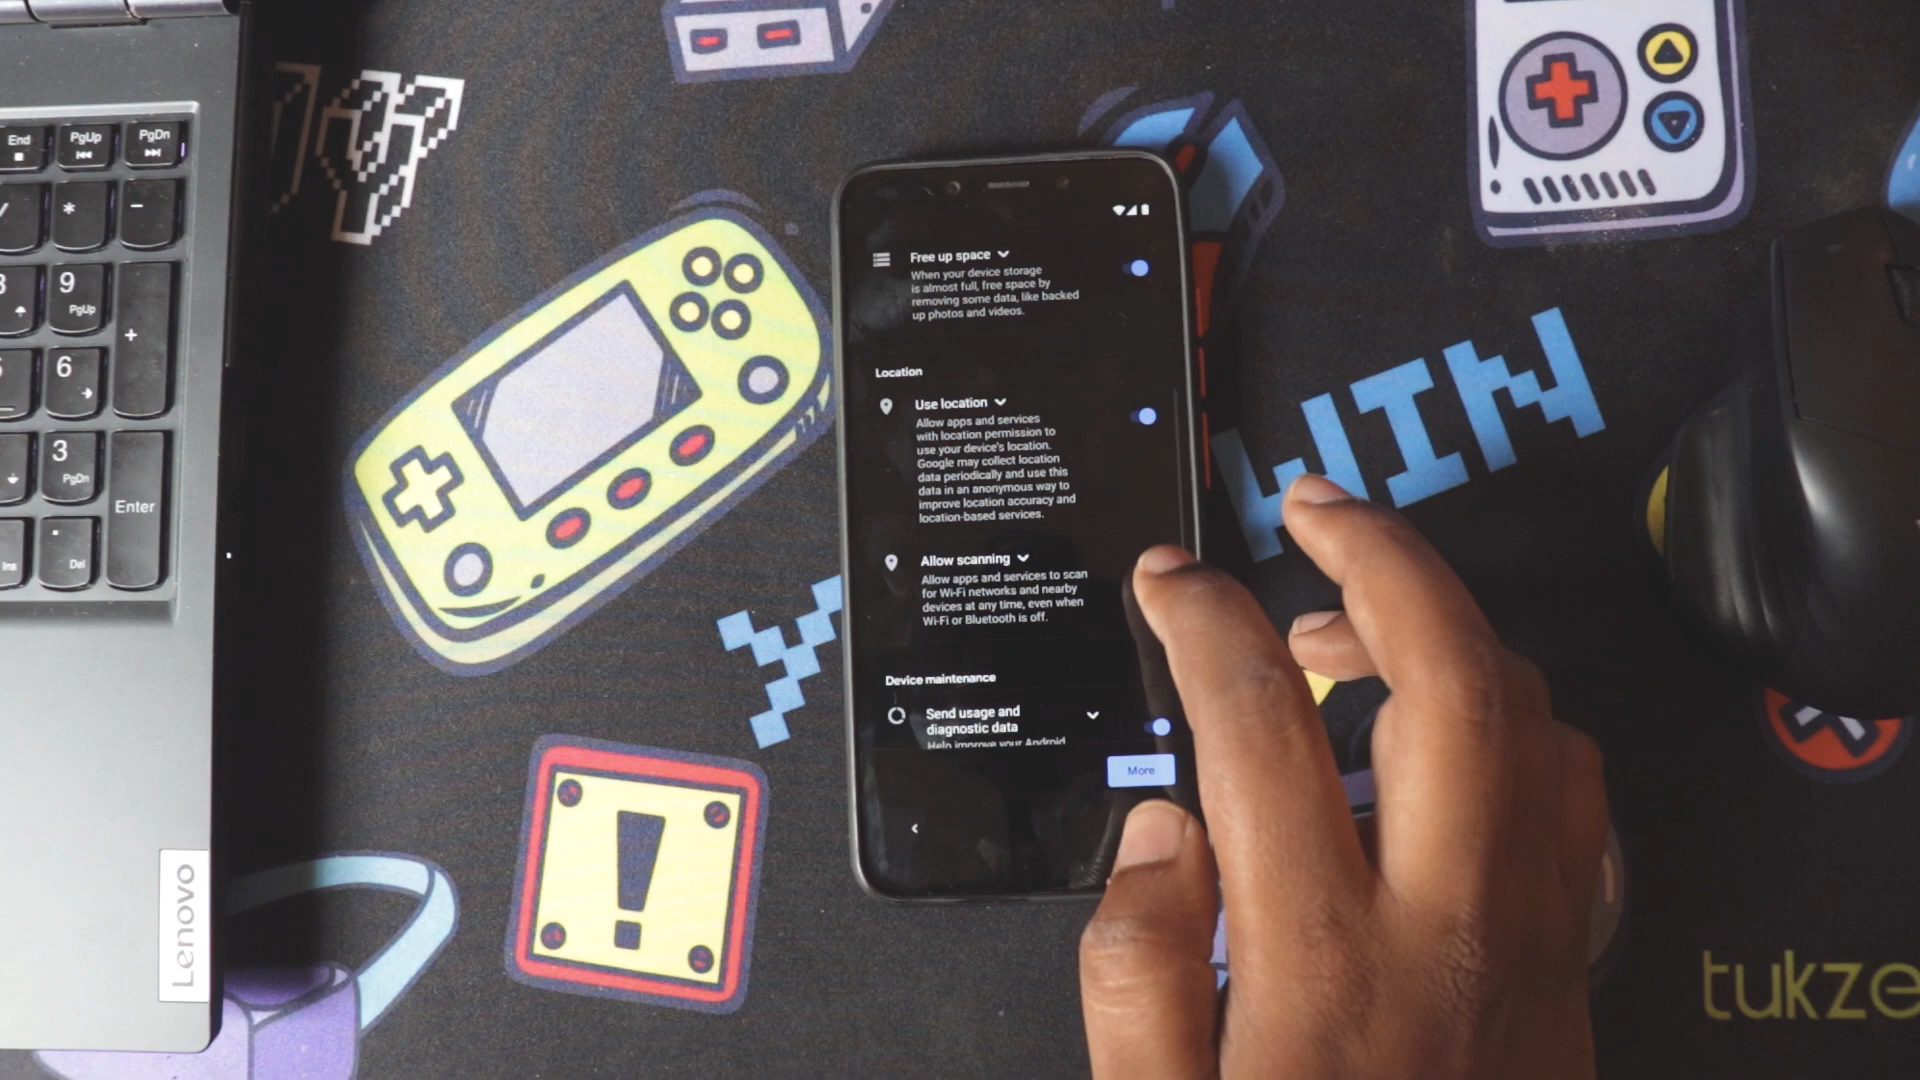 End
PgUp
PgDn
*
-
9
PgUp
+
6
3
PgDn
Enter
Ins
.
Del
Lenovo
Free up space
When your device storage
is almost full, free space by
removing some data, like backed
up photos and videos.
Location
Use location
Allow apps and services
with location permission to
use your device's location.
Google may collect location
data periodically and use this
data in an anonymous way to
improve location accuracy and
location-based services.
Allow scanning
Allow apps and services to scan
for Wi-Fi networks and nearby
devices at any time, even when
Wi-Fi or Bluetooth is off.
Device maintenance
Send usage and
diagnostic data
Help improve your Android
More
WIN
!
tukze